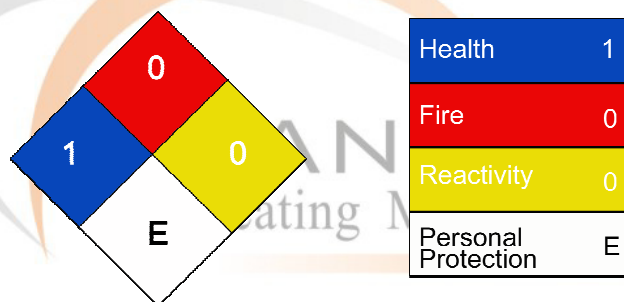 0
1
0
E
Health 1
Fire 0
Reactivity 0
Personal
Protection E